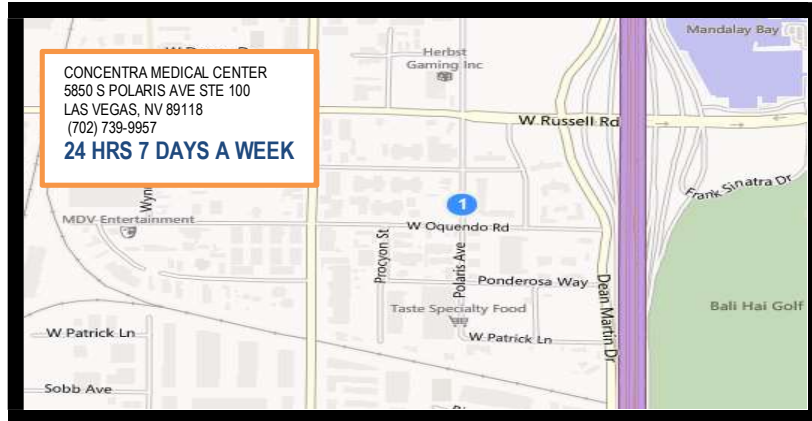 Mandalay Bay
Herbst
Gaming Inc
CONCENTRA MEDICAL CENTER
5850 S POLARIS AVE STE 100
LAS VEGAS, NV 89118
(702) 739-9957
24 HRS 7 DAYS A WEEK
W Russell Rd
Frank Sinatra Dr
1
MDV Entertainment
W Oquendo Rd
Procyon St
Polaris Ave
Ponderosa Way
Dean Martin Dr
Taste Specialty Food
Bali Hai Golf
W Patrick Ln
W Patrick Ln
Sobb Ave